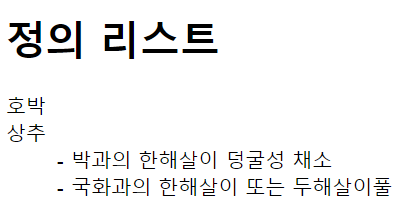 정의 리스트
호박
상추
- 박과의 한해살이 덩굴성 채소
- 국화과의 한해살이 또는 두해살이풀